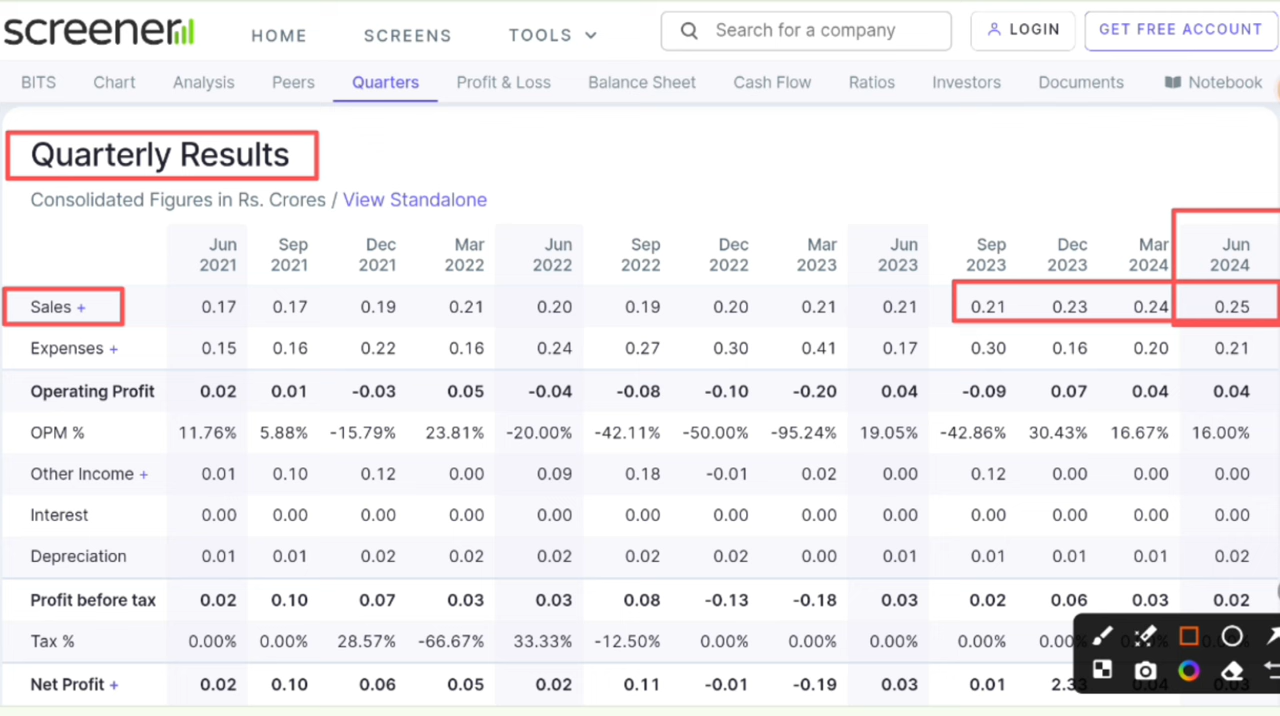 screener
HOME SCREENS TOOLS Search for a company LOGIN GET FREE ACCOUNT
BITS Chart Analysis Peers Quarters Profit & Loss Balance Sheet Cash Flow Ratios Investors Documents Notebook
Quarterly Results
Consolidated Figures in Rs. Crores / View Standalone
Jun 2021 Sep 2021 Dec 2021 Mar 2022 Jun 2022 Sep 2022 Dec 2022 Mar 2023 Jun 2023 Sep 2023 Dec 2023 Mar 2024 Jun 2024
Sales + 0.17 0.17 0.19 0.21 0.20 0.19 0.20 0.21 0.21 0.21 0.23 0.24 0.25
Expenses + 0.15 0.16 0.22 0.16 0.24 0.27 0.30 0.41 0.17 0.30 0.16 0.20 0.21
Operating Profit 0.02 0.01 -0.03 0.05 -0.04 -0.08 -0.10 -0.20 0.04 -0.09 0.07 0.04 0.04
OPM % 11.76% 5.88% -15.79% 23.81% -20.00% -42.11% -50.00% -95.24% 19.05% -42.86% 30.43% 16.67% 16.00%
Other Income + 0.01 0.10 0.12 0.00 0.09 0.18 -0.01 0.02 0.00 0.12 0.00 0.00 0.00
Interest 0.00 0.00 0.00 0.00 0.00 0.00 0.00 0.00 0.00 0.00 0.00 0.00 0.00
Depreciation 0.01 0.01 0.02 0.02 0.02 0.02 0.02 0.00 0.01 0.01 0.01 0.01 0.02
Profit before tax 0.02 0.10 0.07 0.03 0.03 0.08 -0.13 -0.18 0.03 0.02 0.06 0.03 0.02
Tax % 0.00% 0.00% 28.57% -66.67% 33.33% -12.50% 0.00% 0.00% 0.00% 0.00%
Net Profit + 0.02 0.10 0.06 0.05 0.02 0.11 -0.01 -0.19 0.03 0.01 2.33 0.04 0.03